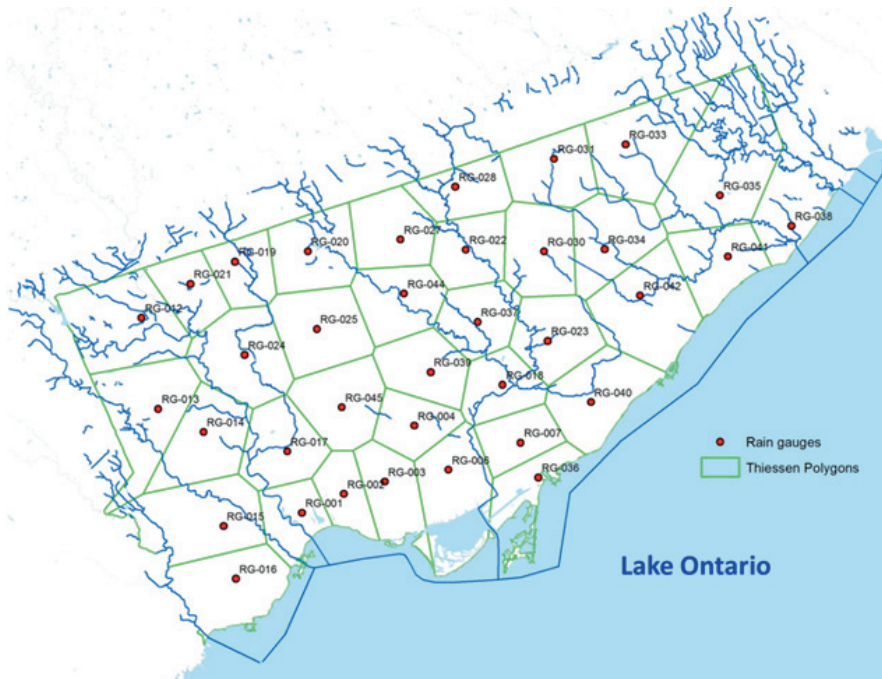 RG-033
RG-031
RG-028
RG-035
RG-038
RG-027
RG-022
RG-030
RG-034
RG-041
RG-019
RG-020
RG-021
RG-044
RG-042
RG-012
RG-037
RG-025
RG-023
RG-024
RG-039
RG-018
RG-040
RG-013
RG-045
RG-014
RG-004
RG-007
RG-017
RG-006
RG-003
RG-002
RG-036
RG-001
RG-015
RG-016
Rain gauges
Thiessen Polygons
Lake Ontario